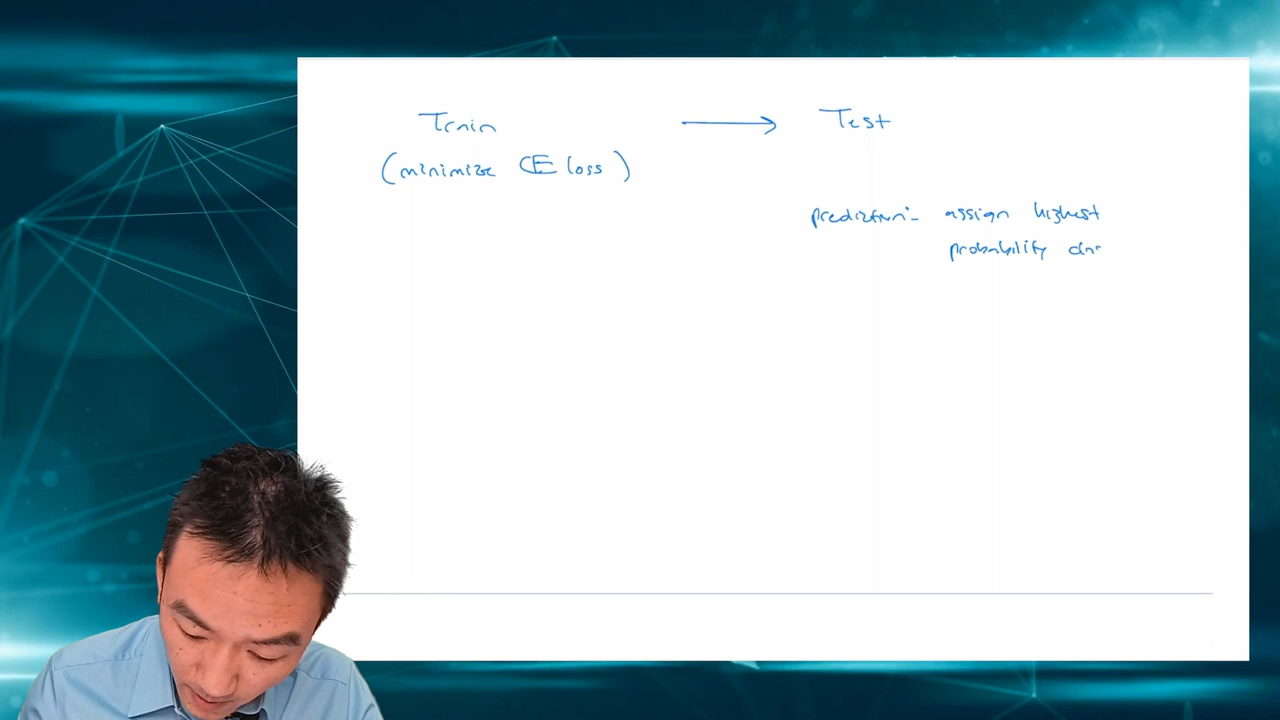 Train → Test
(minimize CE loss)
prediction:- assign highest
probability